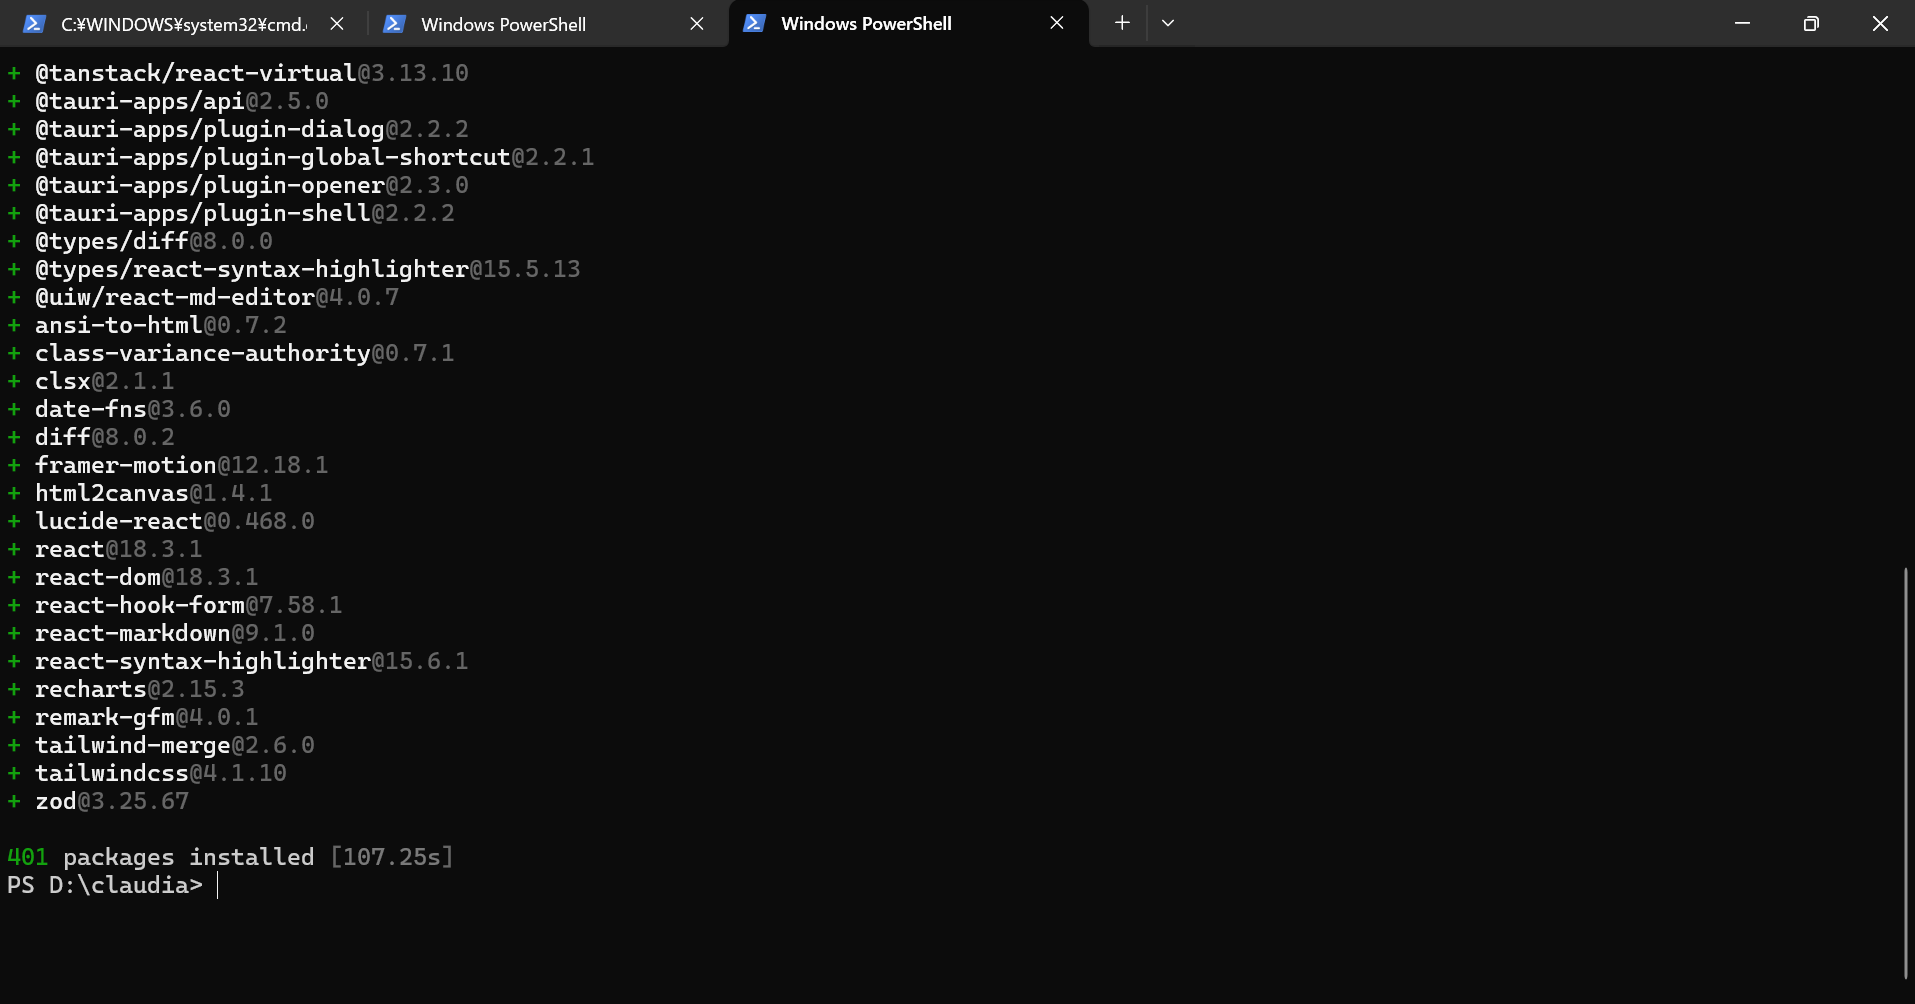 C:¥WINDOWS¥system32¥cmd.
Windows PowerShell
Windows PowerShell
+ @tanstack/react-virtual@3.13.10
+ @tauri-apps/api@2.5.0
+ @tauri-apps/plugin-dialog@2.2.2
+ @tauri-apps/plugin-global-shortcut@2.2.1
+ @tauri-apps/plugin-opener@2.3.0
+ @tauri-apps/plugin-shell@2.2.2
+ @types/diff@8.0.0
+ @types/react-syntax-highlighter@15.5.13
+ @uiw/react-md-editor@4.0.7
+ ansi-to-html@0.7.2
+ class-variance-authority@0.7.1
+ clsx@2.1.1
+ date-fns@3.6.0
+ diff@8.0.2
+ framer-motion@12.18.1
+ html2canvas@1.4.1
+ lucide-react@0.468.0
+ react@18.3.1
+ react-dom@18.3.1
+ react-hook-form@7.58.1
+ react-markdown@9.1.0
+ react-syntax-highlighter@15.6.1
+ recharts@2.15.3
+ remark-gfm@4.0.1
+ tailwind-merge@2.6.0
+ tailwindcss@4.1.10
+ zod@3.25.67
401 packages installed [107.25s]
PS D:\claudia>